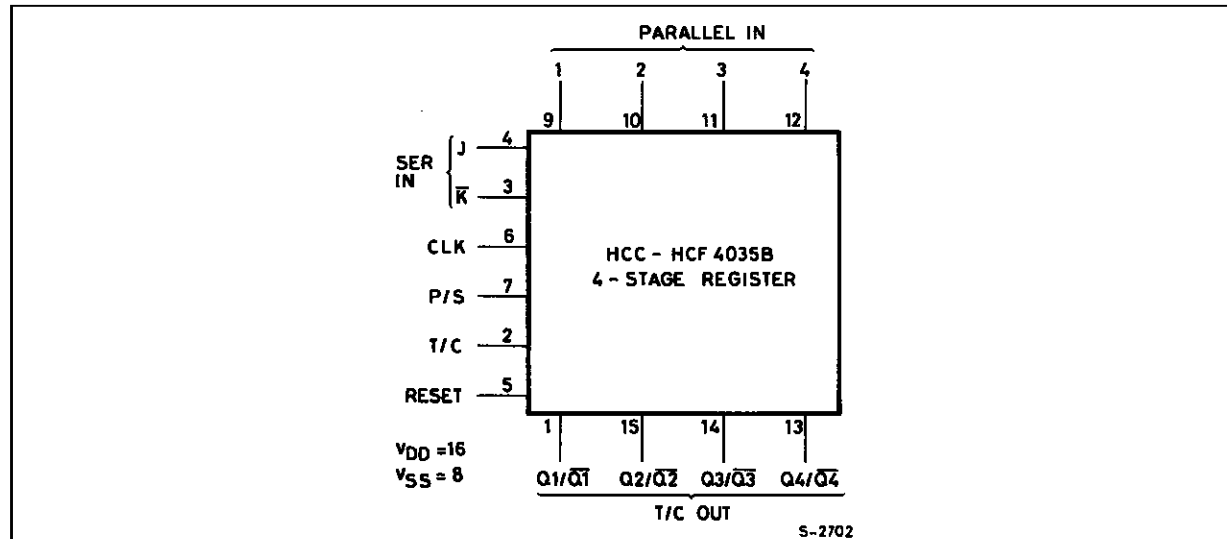 PARALLEL IN
1 2 3 4
9 10 11 12
SER IN
J 4
K̅ 3
CLK 6
P/S 7
T/C 2
RESET 5
HCC - HCF 4035B
4 - STAGE REGISTER
1 15 14 13
VDD = 16
VSS = 8
Q1/Q̅1̅ Q2/Q̅2̅ Q3/Q̅3̅ Q4/Q̅4̅
T/C OUT
S-2702